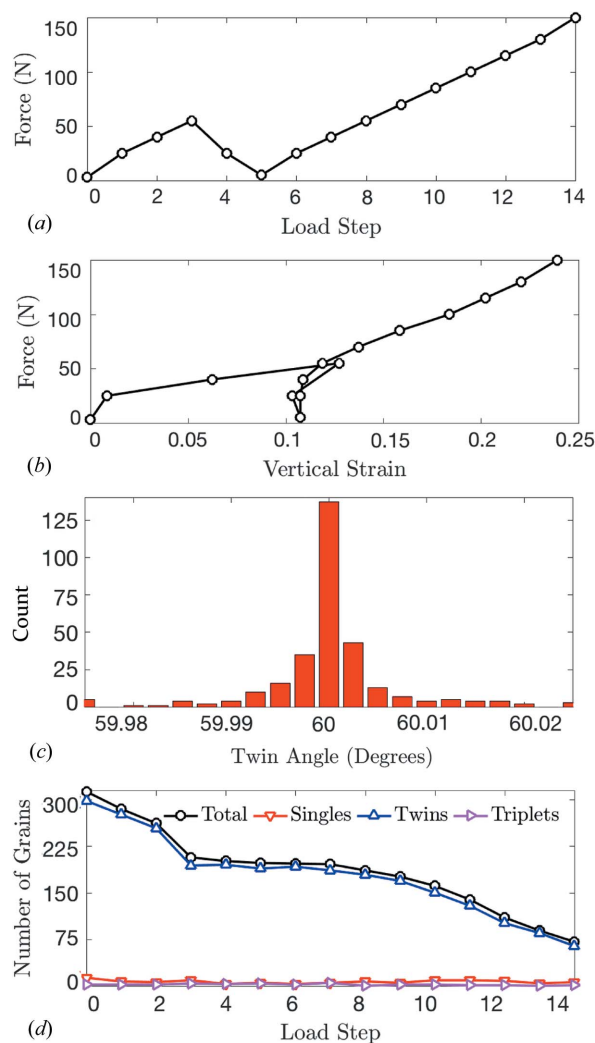 150
100
50
0
Force (N)
0 2 4 6 8 10 12 14
Load Step
(a)
150
100
50
0
Force (N)
0 0.05 0.1 0.15 0.2 0.25
Vertical Strain
(b)
125
100
75
50
25
0
Count
59.98 59.99 60 60.01 60.02
Twin Angle (Degrees)
(c)
300
225
150
75
0
Number of Grains
Total Singles Twins Triplets
0 2 4 6 8 10 12 14
Load Step
(d)